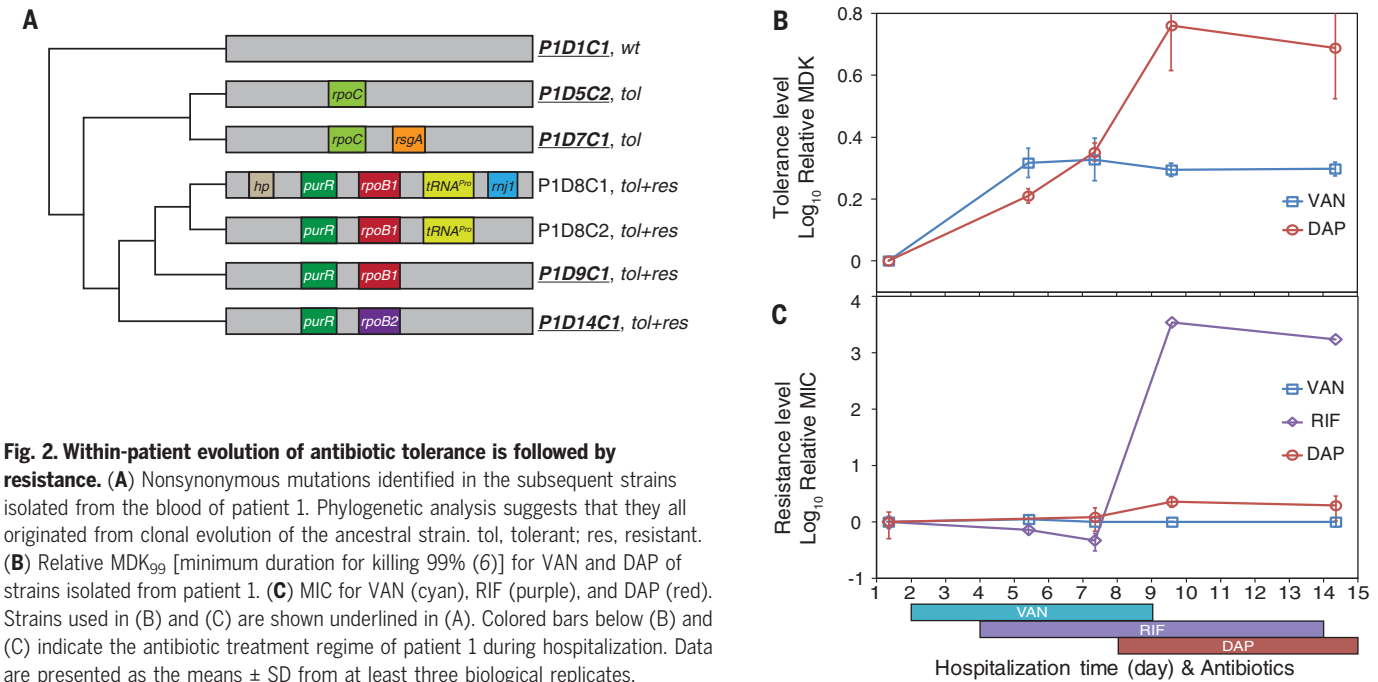 A
P1D1C1, wt
rpoC
P1D5C2, tol
rpoC rsgA
P1D7C1, tol
hp purR rpoB1 tRNAPro rnj1
P1D8C1, tol+res
purR rpoB1 tRNAPro
P1D8C2, tol+res
purR rpoB1
P1D9C1, tol+res
purR rpoB2
P1D14C1, tol+res
Fig. 2. Within-patient evolution of antibiotic tolerance is followed by
resistance. (A) Nonsynonymous mutations identified in the subsequent strains
isolated from the blood of patient 1. Phylogenetic analysis suggests that they all
originated from clonal evolution of the ancestral strain. tol, tolerant; res, resistant.
(B) Relative MDK99 [minimum duration for killing 99% (6)] for VAN and DAP of
strains isolated from patient 1. (C) MIC for VAN (cyan), RIF (purple), and DAP (red).
Strains used in (B) and (C) are shown underlined in (A). Colored bars below (B) and
(C) indicate the antibiotic treatment regime of patient 1 during hospitalization. Data
are presented as the means ± SD from at least three biological replicates.
B
Tolerance level
Log10 Relative MDK
0.8
0.6
0.4
0.2
0
VAN
DAP
C
Resistance level
Log10 Relative MIC
4
3
2
1
0
-1
VAN
RIF
DAP
1 2 3 4 5 6 7 8 9 10 11 12 13 14 15
VAN
RIF
DAP
Hospitalization time (day) & Antibiotics